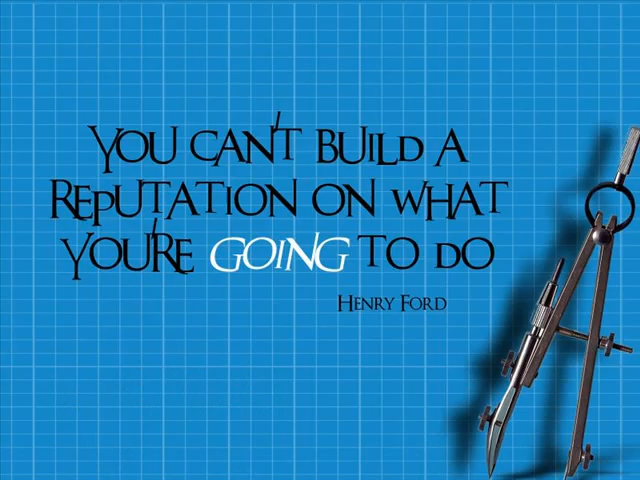 You can't build a
reputation on what
you're going to do
Henry Ford